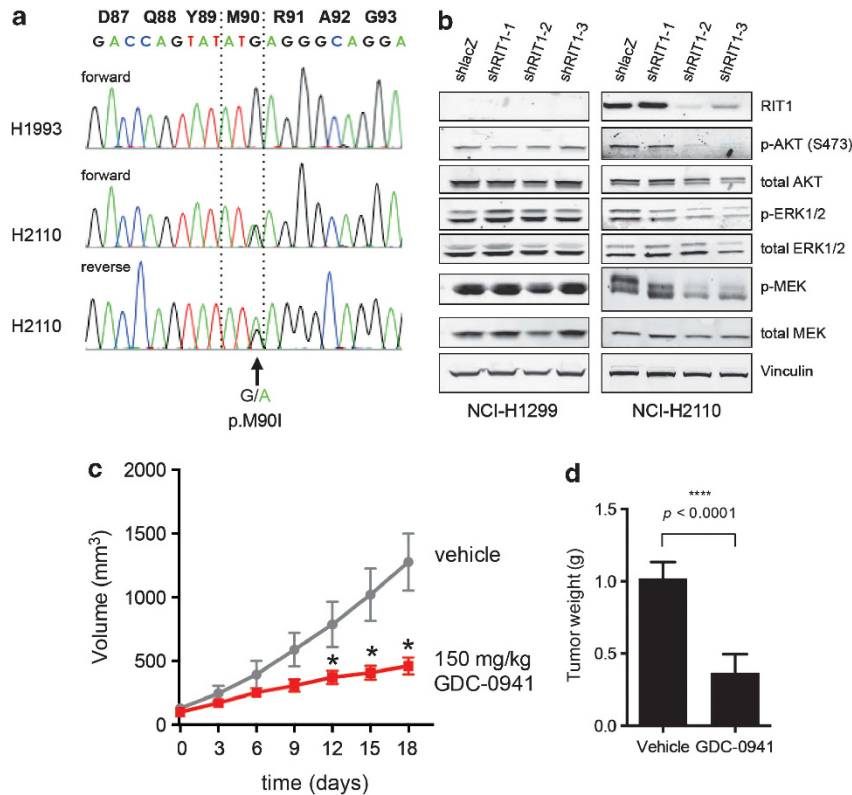 a
D87 Q88 Y89 M90 R91 A92 G93
G A C C A G T A T A T G A G G G C A G G A
forward
H1993
forward
H2110
reverse
H2110
G/A
p.M90I
b
shlacZ shRIT1-1 shRIT1-2 shRIT1-3 shlacZ shRIT1-1 shRIT1-2 shRIT1-3
RIT1
p-AKT (S473)
total AKT
p-ERK1/2
total ERK1/2
p-MEK
total MEK
Vinculin
NCI-H1299 NCI-H2110
c
Volume (mm³)
2000
1500
1000
500
0
0 3 6 9 12 15 18
time (days)
vehicle
150 mg/kg
GDC-0941
* * *
d
****
p < 0.0001
Tumor weight (g)
1.5
1.0
0.5
0.0
Vehicle GDC-0941